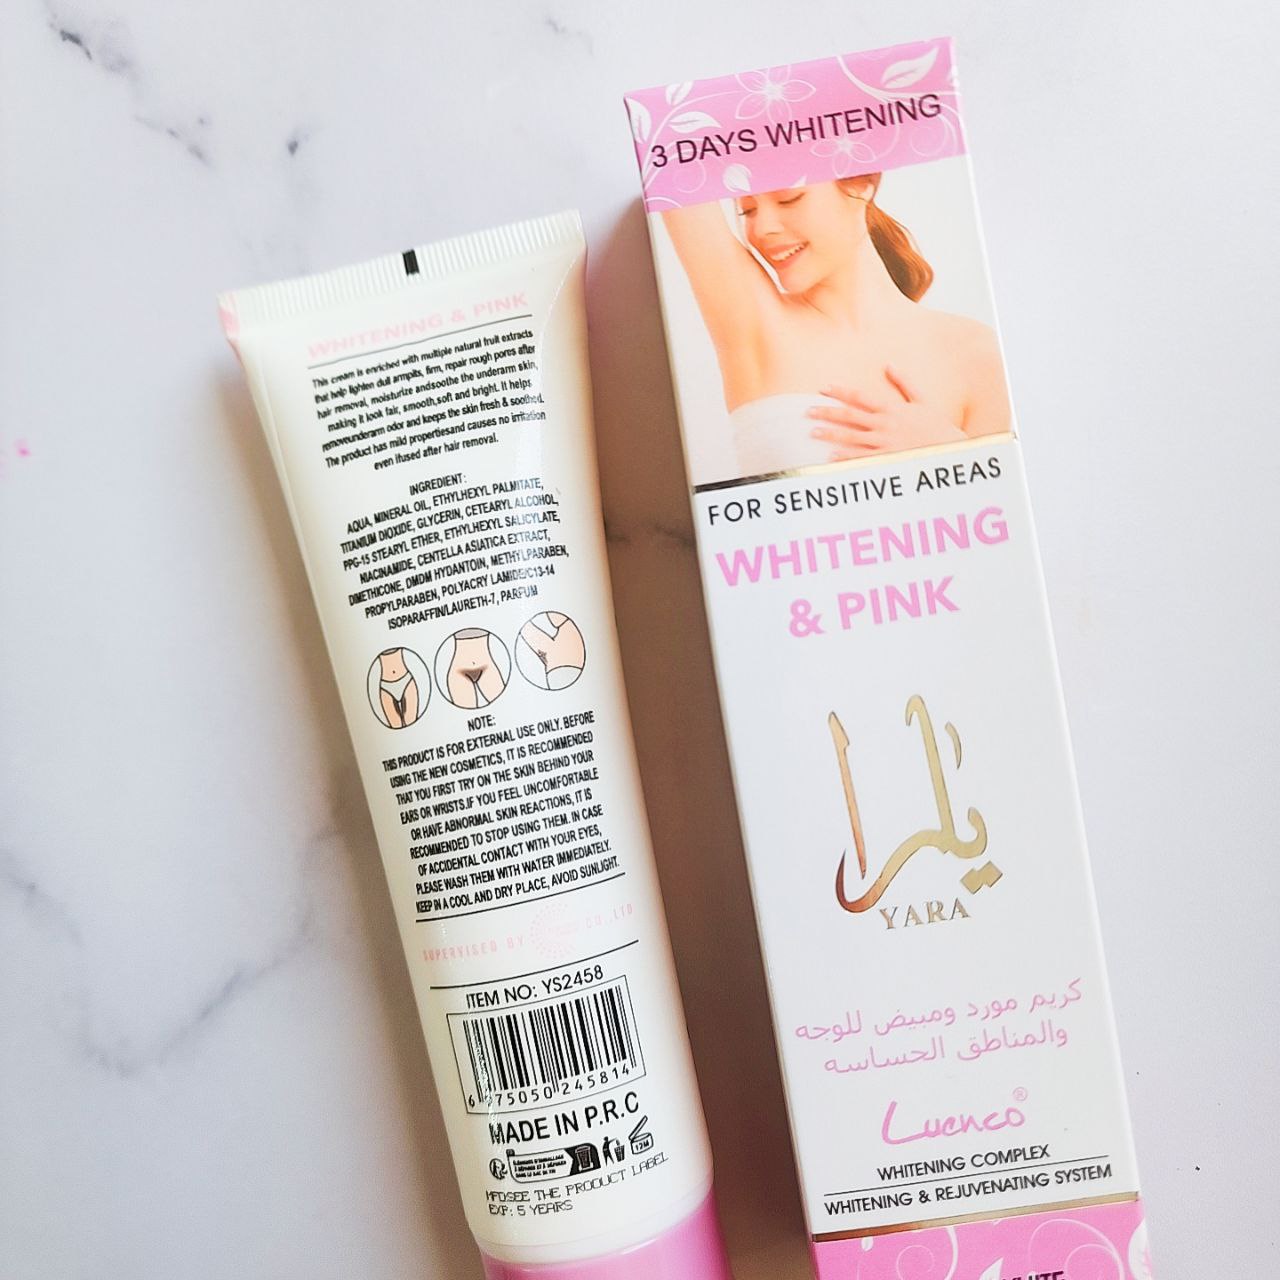 WHITENING & PINK
This cream is enriched with multiple natural fruit extracts
that help lighten dull armpits, firm, repair rough pores after
hair removal, moisturize andsoothe the underarm skin,
making it look fair, smooth,soft and bright. It helps
removeunderarm odor and keeps the skin fresh & soothed.
The product has mild propertiesand causes no irritation
even ifused after hair removal.
INGREDIENT:
AQUA, MINERAL OIL, ETHYLHEXYL PALMITATE,
TITANIUM DIOXIDE, GLYCERIN, CETEARYL ALCOHOL,
PPG-15 STEARYL ETHER, ETHYLHEXYL SALICYLATE,
NIACINAMIDE, CENTELLA ASIATICA EXTRACT,
DIMETHICONE, DMDM HYDANTOIN, METHYLPARABEN,
PROPYLPARABEN, POLYACRY LAMIDE/C13-14
ISOPARAFFIN/LAURETH-7, PARFUM
NOTE:
THIS PRODUCT IS FOR EXTERNAL USE ONLY. BEFORE
USING THE NEW COSMETICS, IT IS RECOMMENDED
THAT YOU FIRST TRY ON THE SKIN BEHIND YOUR
EARS OR WRISTS.IF YOU FEEL UNCOMFORTABLE
OR HAVE ABNORMAL SKIN REACTIONS, IT IS
RECOMMENDED TO STOP USING THEM. IN CASE
OF ACCIDENTAL CONTACT WITH YOUR EYES,
PLEASE WASH THEM WITH WATER IMMEDIATELY.
KEEP IN A COOL AND DRY PLACE, AVOID SUNLIGHT.
SUPERVISED BY CO.,LTD
ITEM NO: YS2458
6 975050 245814
MADE IN P.R.C
12M
MFD:SEE THE PRODUCT LABEL
EXP: 5 YEARS
3 DAYS WHITENING
FOR SENSITIVE AREAS
WHITENING
& PINK
يارا
YARA
كريم مورد ومبيض للوجه
والمناطق الحساسه
Luenco®
WHITENING COMPLEX
WHITENING & REJUVENATING SYSTEM